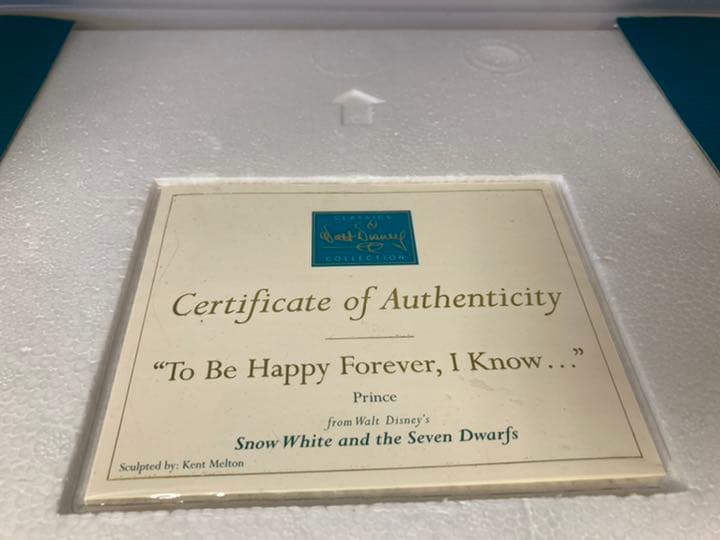 CLASSICS
Walt Disney
COLLECTION
Certificate of Authenticity
“To Be Happy Forever, I Know...”
Prince
from Walt Disney's
Snow White and the Seven Dwarfs
Sculpted by: Kent Melton